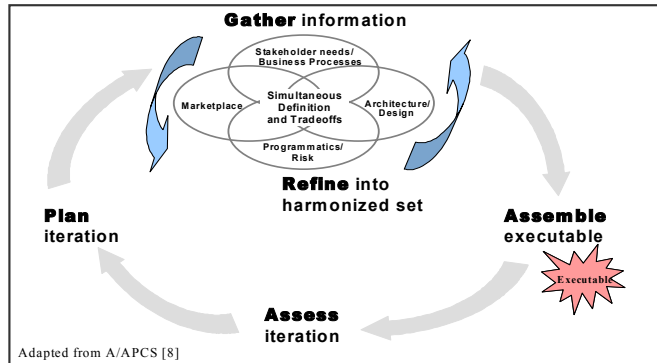 Gather information
Stakeholder needs/
Business Processes
Marketplace
Simultaneous
Definition
and Tradeoffs
Architecture/
Design
Programmatics/
Risk
Refine into
harmonized set
Plan
iteration
Assemble
executable
Executable
Assess
iteration
Adapted from A/APCS [8]